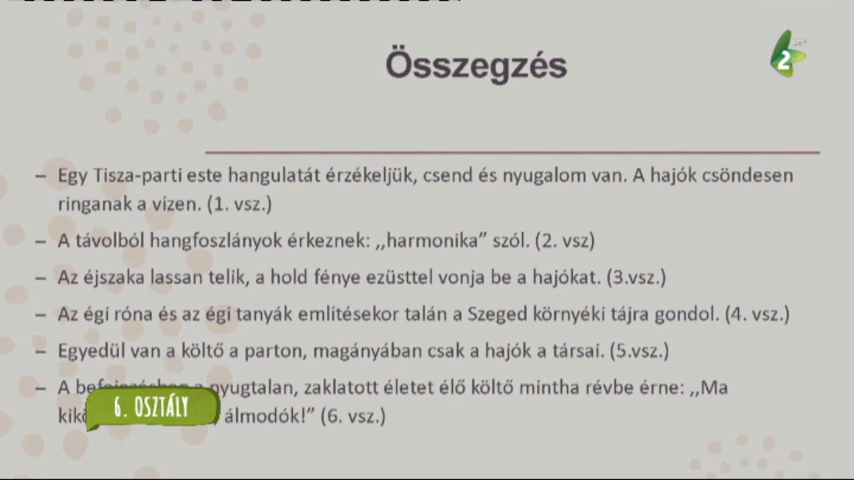 Összegzés
2
– Egy Tisza-parti este hangulatát érzékeljük, csend és nyugalom van. A hajók csöndesen
ringanak a vízen. (1. vsz.)
– A távolból hangfoszlányok érkeznek: ,,harmonika” szól. (2. vsz)
– Az éjszaka lassan telik, a hold fénye ezüsttel vonja be a hajókat. (3.vsz.)
– Az égi róna és az égi tanyák említésekor talán a Szeged környéki tájra gondol. (4. vsz.)
– Egyedül van a költő a parton, magányában csak a hajók a társai. (5.vsz.)
– A nyugtalan, zaklatott életet élő költő mintha révbe érne: ,,Ma
álmodók!” (6. vsz.)
6. OSZTÁLY